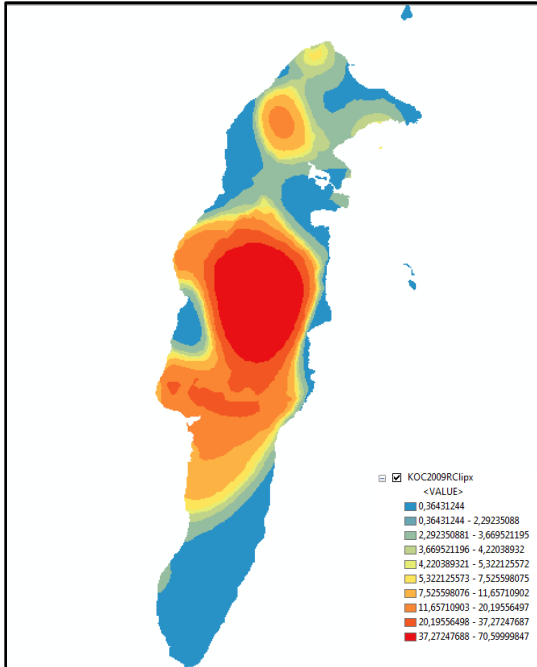 KOC2009RClipx
<VALUE>
0,36431244
0,36431244 - 2,29235088
2,292350881 - 3,669521195
3,669521196 - 4,22038932
4,220389321 - 5,322125572
5,322125573 - 7,525598075
7,525598076 - 11,65710902
11,65710903 - 20,19556497
20,19556498 - 37,27247687
37,27247688 - 70,59999847